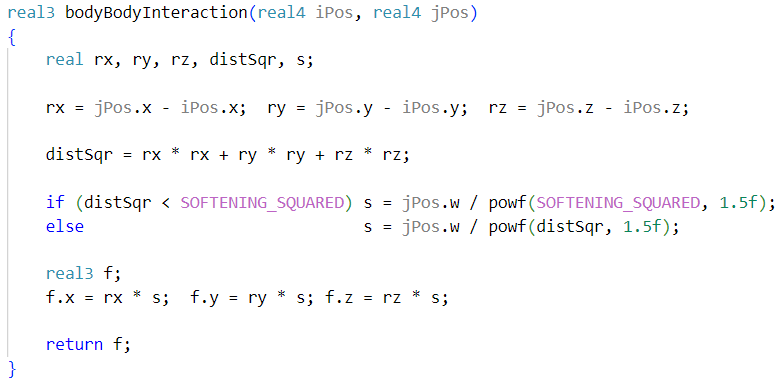 real3 bodyBodyInteraction(real4 iPos, real4 jPos)
{
    real rx, ry, rz, distSqr, s;

    rx = jPos.x - iPos.x;  ry = jPos.y - iPos.y;  rz = jPos.z - iPos.z;

    distSqr = rx * rx + ry * ry + rz * rz;

    if (distSqr < SOFTENING_SQUARED) s = jPos.w / powf(SOFTENING_SQUARED, 1.5f);
    else                             s = jPos.w / powf(distSqr, 1.5f);

    real3 f;
    f.x = rx * s;  f.y = ry * s; f.z = rz * s;

    return f;
}